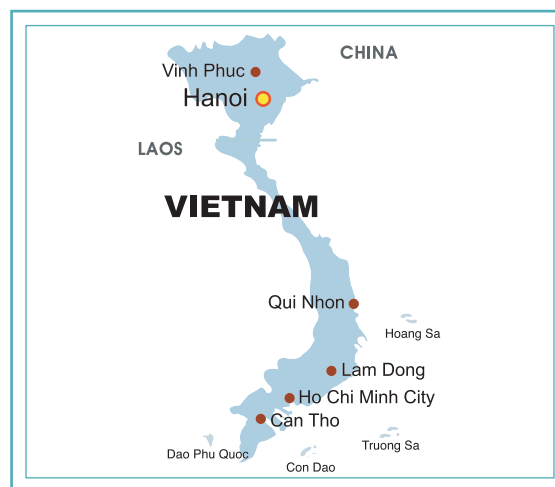 CHINA
Vinh Phuc
Hanoi
LAOS
VIETNAM
Qui Nhon
Hoang Sa
Lam Dong
Ho Chi Minh City
Can Tho
Truong Sa
Dao Phu Quoc
Con Dao